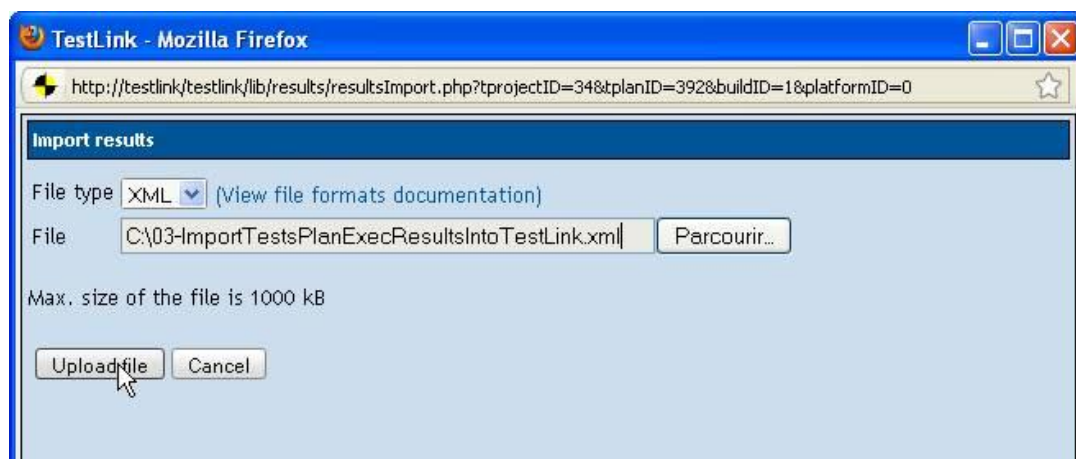 TestLink - Mozilla Firefox
http://testlink/testlink/lib/results/resultsImport.php?tprojectID=34&tplanID=392&buildID=1&platformID=0
Import results
File type XML (View file formats documentation)
File C:\03-ImportTestsPlanExecResultsIntoTestLink.xml Parcourir...
Max. size of the file is 1000 kB
Upload file Cancel